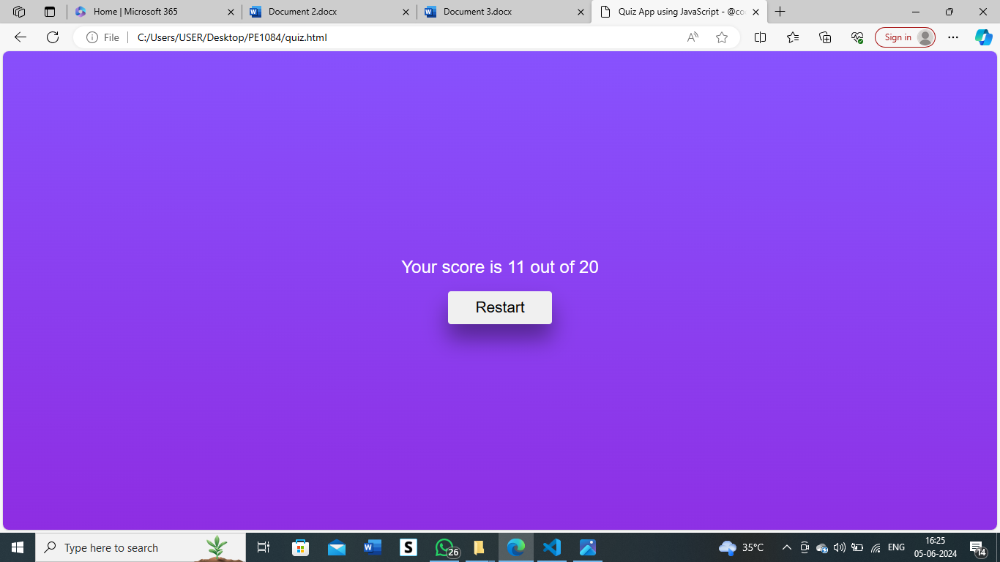 Home | Microsoft 365
Document 2.docx
Document 3.docx
Quiz App using JavaScript - @co
File
C:/Users/USER/Desktop/PE1084/quiz.html
Sign in
Your score is 11 out of 20
Restart
Type here to search
S
26
35°C
ENG
16:25
05-06-2024
14